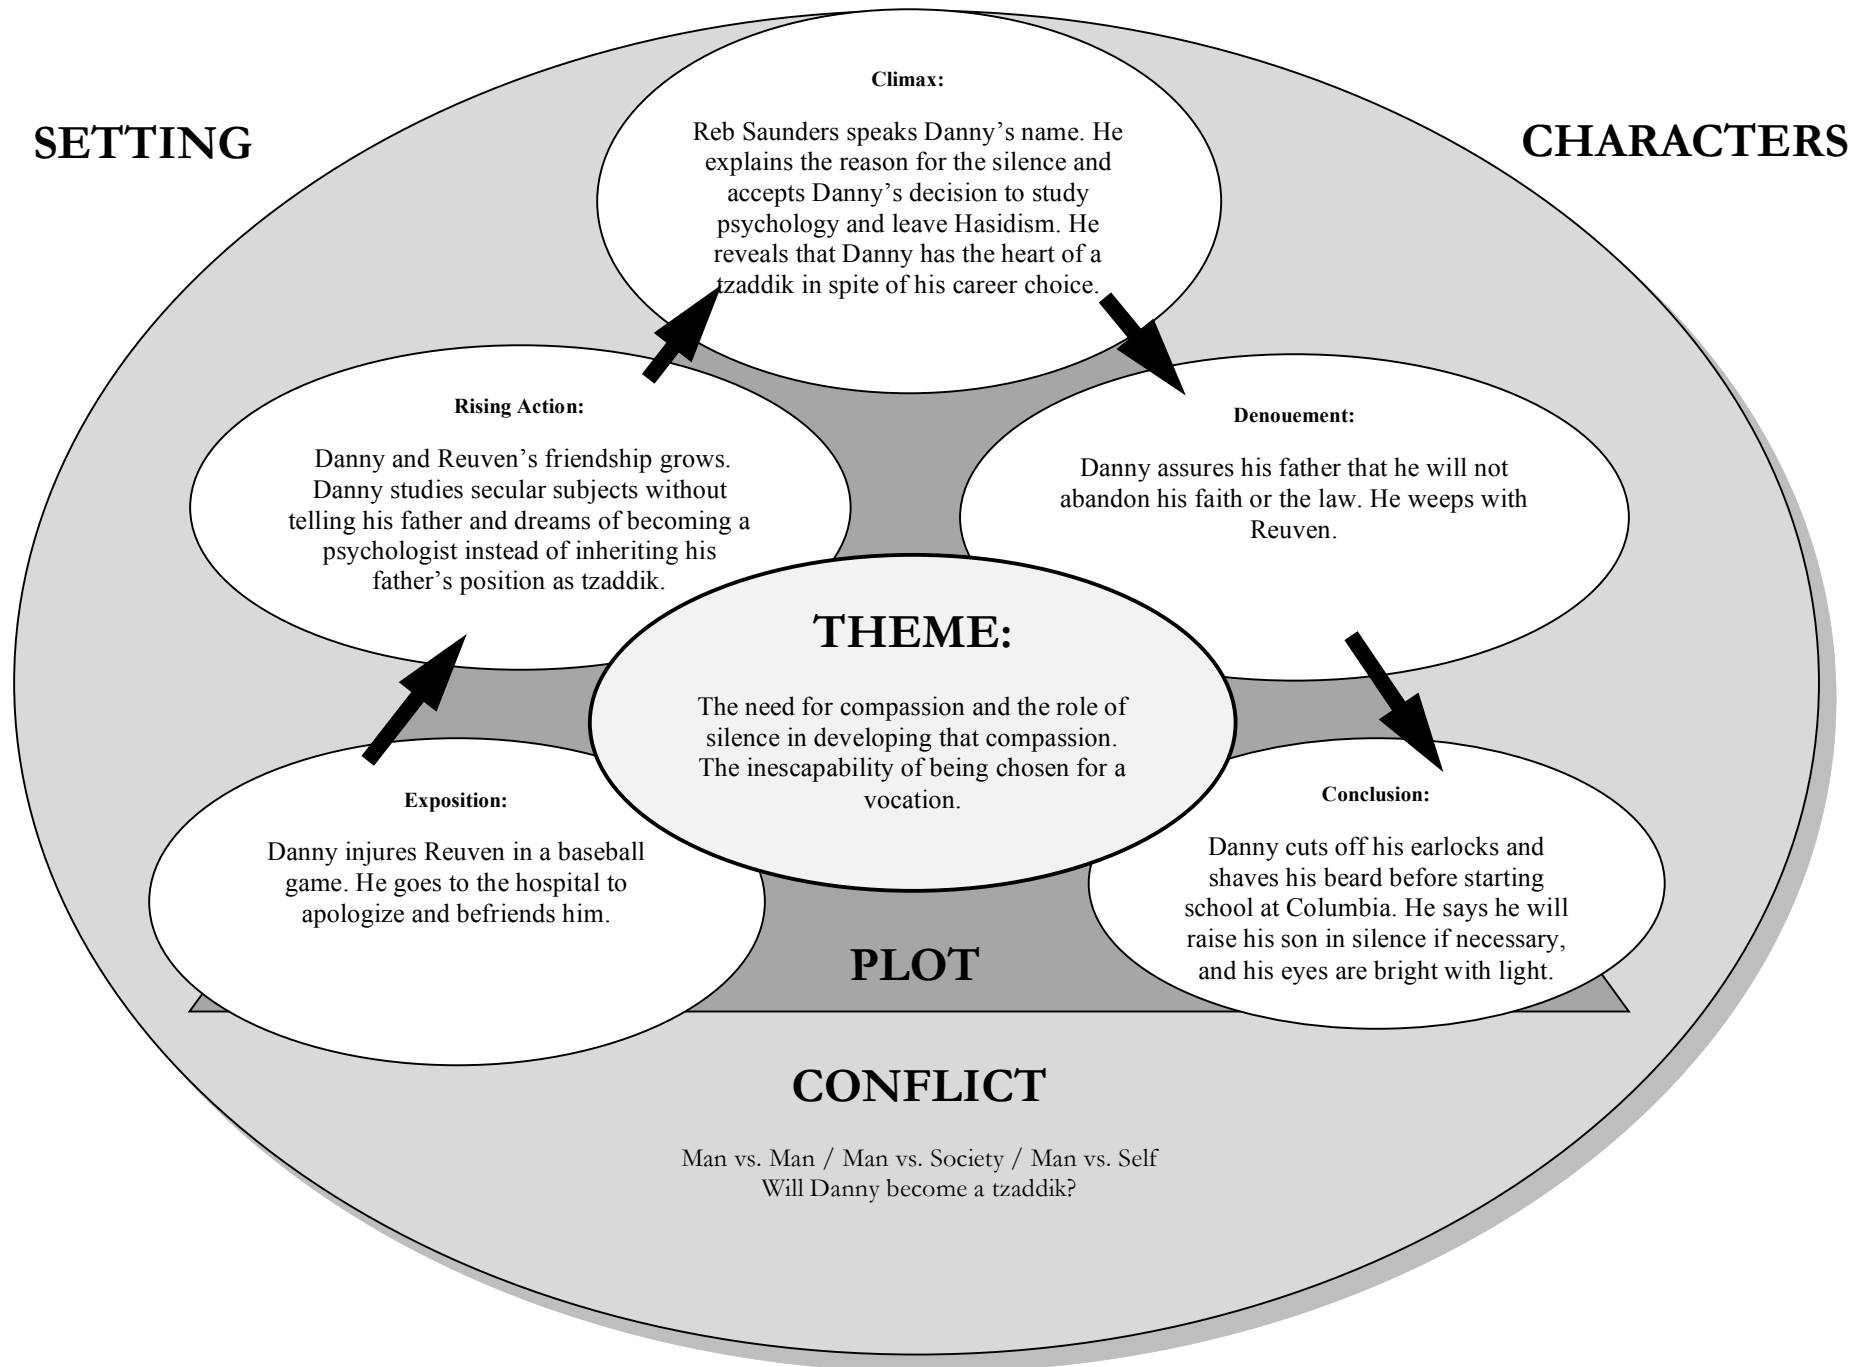 SETTING
CHARACTERS
Climax:
Reb Saunders speaks Danny’s name. He
explains the reason for the silence and
accepts Danny’s decision to study
psychology and leave Hasidism. He
reveals that Danny has the heart of a
tzaddik in spite of his career choice.
Rising Action:
Danny and Reuven’s friendship grows.
Danny studies secular subjects without
telling his father and dreams of becoming a
psychologist instead of inheriting his
father’s position as tzaddik.
Denouement:
Danny assures his father that he will not
abandon his faith or the law. He weeps with
Reuven.
THEME:
The need for compassion and the role of
silence in developing that compassion.
The inescapability of being chosen for a
vocation.
Exposition:
Danny injures Reuven in a baseball
game. He goes to the hospital to
apologize and befriends him.
Conclusion:
Danny cuts off his earlocks and
shaves his beard before starting
school at Columbia. He says he will
raise his son in silence if necessary,
and his eyes are bright with light.
PLOT
CONFLICT
Man vs. Man / Man vs. Society / Man vs. Self
Will Danny become a tzaddik?